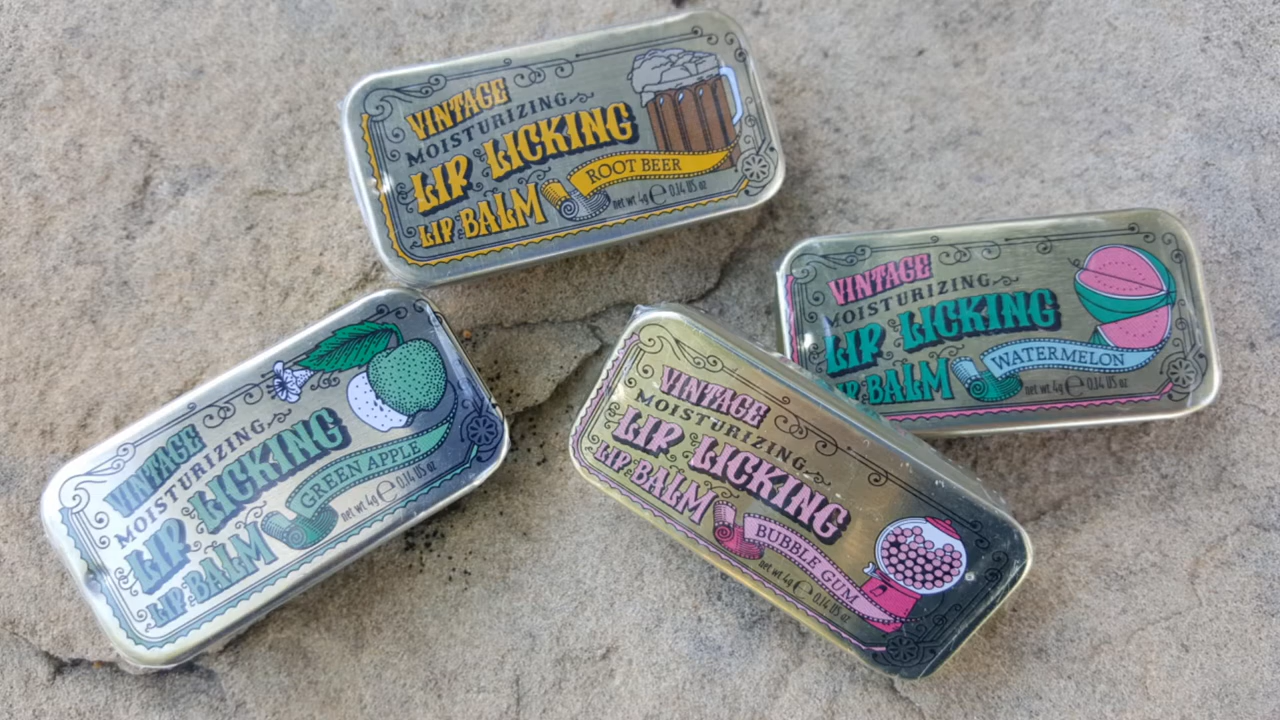 VINTAGE
MOISTURIZING
LIP LICKING
LIP BALM
ROOT BEER
net wt 4g e 0.14 US oz
VINTAGE
MOISTURIZING
LIP LICKING
LIP BALM
WATERMELON
net wt 4g e 0.14 US oz
VINTAGE
MOISTURIZING
LIP LICKING
LIP BALM
GREEN APPLE
net wt 4g e 0.14 US oz
VINTAGE
MOISTURIZING
LIP LICKING
LIP BALM
BUBBLE GUM
net wt 4g e 0.14 US oz